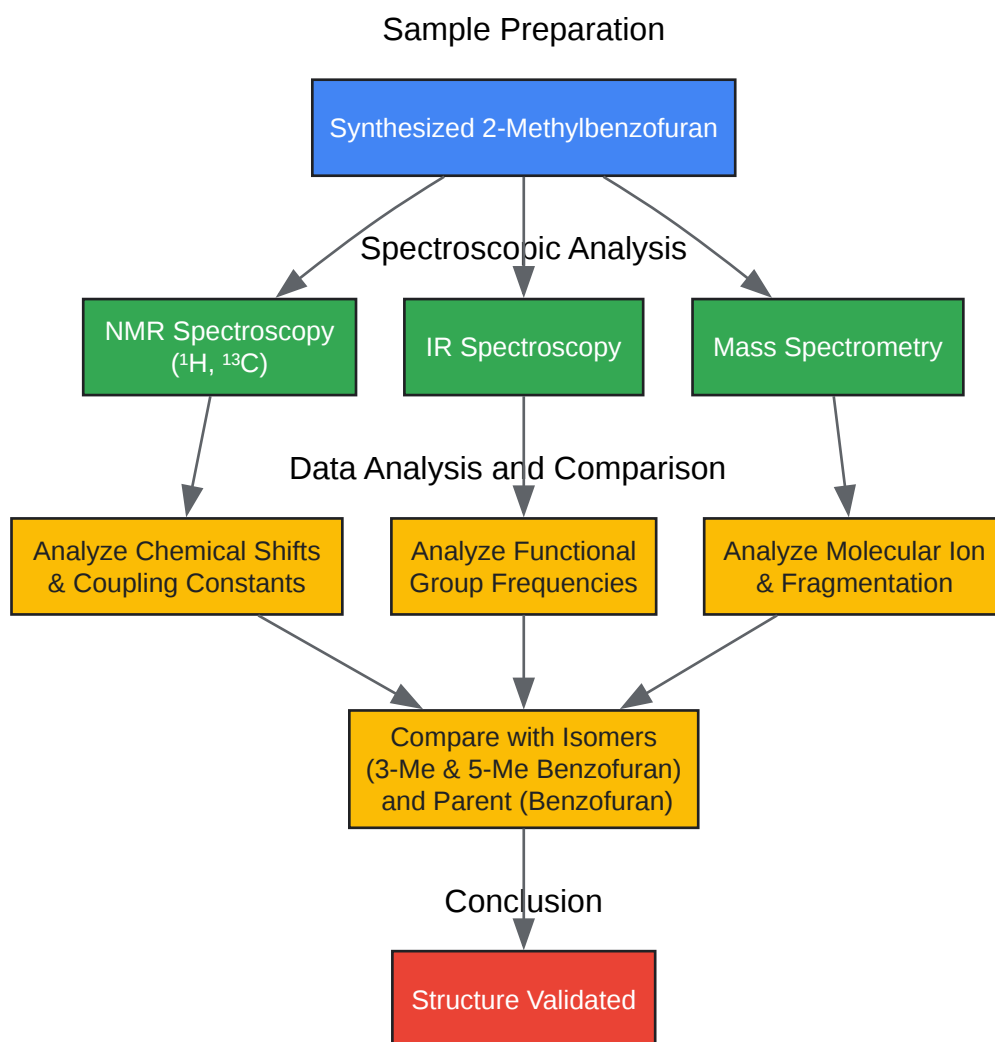 Sample Preparation
Synthesized 2-Methylbenzofuran
Spectroscopic Analysis
NMR Spectroscopy
(¹H, ¹³C)
IR Spectroscopy
Mass Spectrometry
Data Analysis and Comparison
Analyze Chemical Shifts
& Coupling Constants
Analyze Functional
Group Frequencies
Analyze Molecular Ion
& Fragmentation
Compare with Isomers
(3-Me & 5-Me Benzofuran)
and Parent (Benzofuran)
Conclusion
Structure Validated